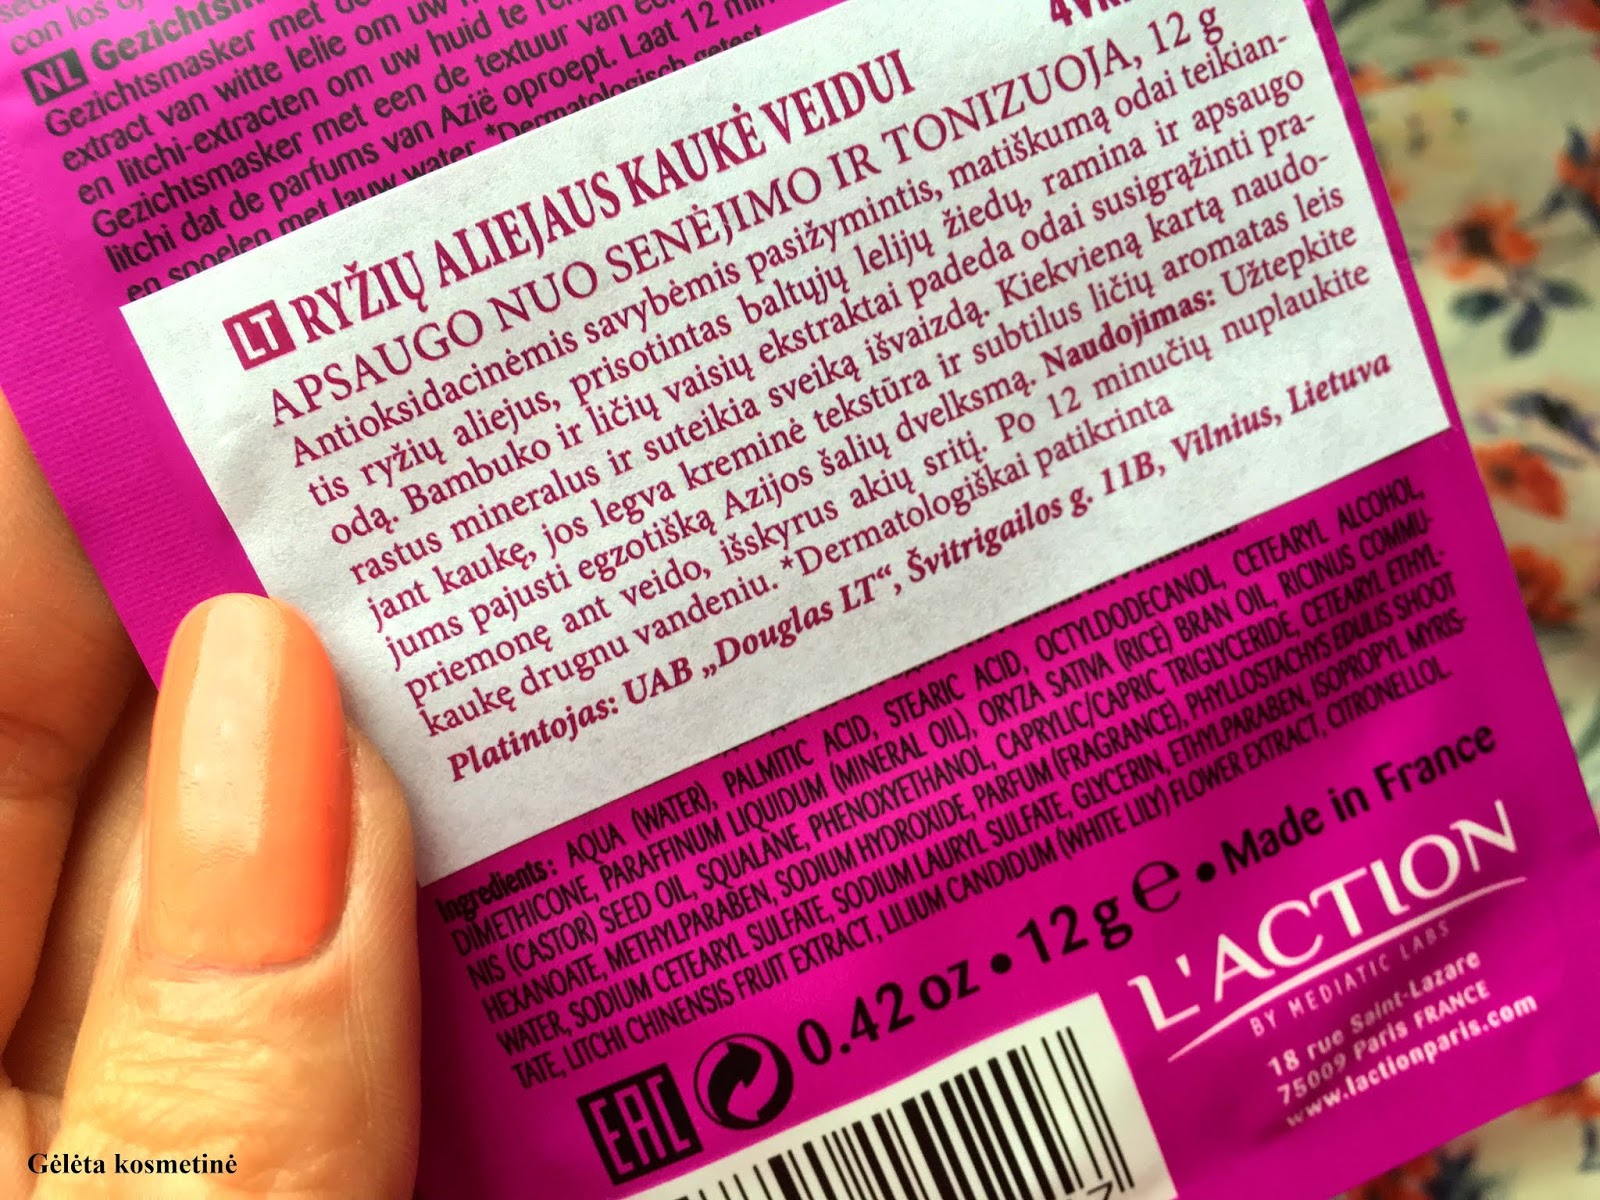 NL Gezichtsm
Gezichtsmasker met
extract van witte lelie om uw
en litchi-extracten om uw huid te
Gezichtsmasker met een de textuur van
litchi dat de parfums van Azië oproept. Laat 12 min
en spoelen met lauw water. *Dermatologisch getest.
LT RYŽIŲ ALIEJAUS KAUKĖ VEIDUI
APSAUGO NUO SENĖJIMO IR TONIZUOJA, 12 g
Antioksidacinėmis savybėmis pasižymintis, matiškumą odai teikian-
tis ryžių aliejus, prisotintas baltųjų lelijų žiedų, ramina ir apsaugo
odą. Bambuko ir ličių vaisių ekstraktai padeda odai susigrąžinti pra-
rastus mineralus ir suteikia sveiką išvaizdą. Kiekvieną kartą naudo-
jant kaukę, jos legva kreminė tekstūra ir subtilus ličių aromatas leis
jums pajusti egzotišką Azijos šalių dvelksmą. Naudojimas: Užtepkite
priemonę ant veido, išskyrus akių sritį. Po 12 minučių nuplaukite
kaukę drugnu vandeniu. *Dermatologiškai patikrinta
Platintojas: UAB „Douglas LT“, Švitrigailos g. 11B, Vilnius, Lietuva
Ingredients: AQUA (WATER), PALMITIC ACID, STEARIC ACID, OCTYLDODECANOL, CETEARYL ALCOHOL,
DIMETHICONE, PARAFFINUM LIQUIDUM (MINERAL OIL), ORYZA SATIVA (RICE) BRAN OIL, RICINUS COMMU-
NIS (CASTOR) SEED OIL, SQUALANE, PHENOXYETHANOL, CAPRYLIC/CAPRIC TRIGLYCERIDE, CETEARYL ETHYL-
HEXANOATE, METHYLPARABEN, SODIUM HYDROXIDE, PARFUM (FRAGRANCE), PHYLLOSTACHYS EDULIS SHOOT
WATER, SODIUM CETEARYL SULFATE, SODIUM LAURYL SULFATE, GLYCERIN, ETHYLPARABEN, ISOPROPYL MYRIS-
TATE, LITCHI CHINENSIS FRUIT EXTRACT, LILIUM CANDIDUM (WHITE LILY) FLOWER EXTRACT, CITRONELLOL
EAC 0.42 oz • 12 g ℮ • Made in France
L'ACTION
BY MEDIATIC LABS
18 rue Saint-Lazare
75009 Paris FRANCE
www.lactionparis.com
Gėlėta kosmetinė